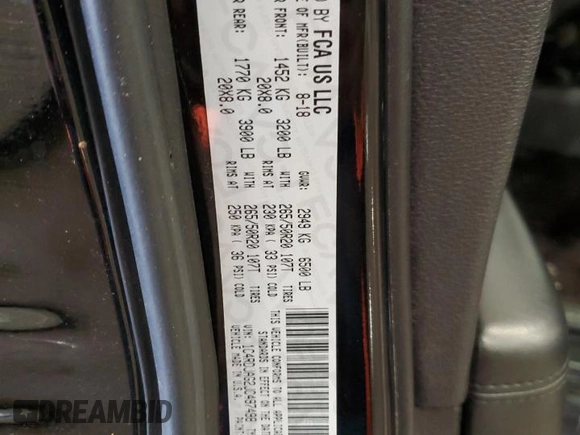 ) BY FCA US LLC
OF MFR(BUILT): 8-18 GVWR: 2949 KG 6500 LB
FRONT: 1452 KG 3200 LB WITH 265/50R20 107T TIRES
20X8.0 RIMS AT 230 KPA ( 33 PSI) COLD
REAR: 1770 KG 3900 LB WITH 265/50R20 107T TIRES
20X8.0 RIMS AT 250 KPA ( 36 PSI) COLD
THIS VEHICLE CONFORMS TO
STANDARDS IN EFFECT ON THE
VIN:
VEHICLE MADE IN U.S.A.
DREAMBID